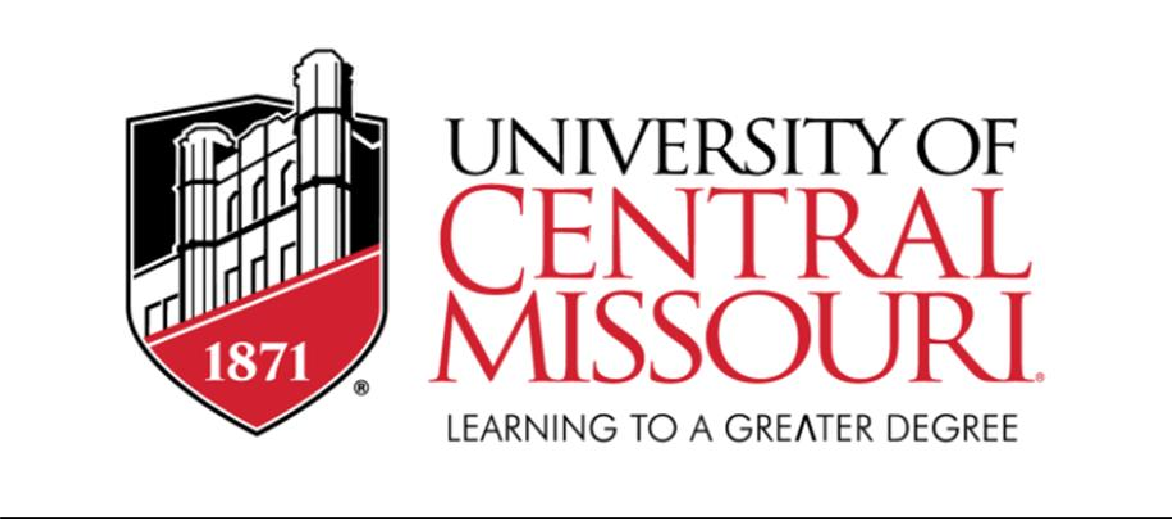 1871
®
UNIVERSITY OF
CENTRAL
MISSOURI®
LEARNING TO A GREATER DEGREE